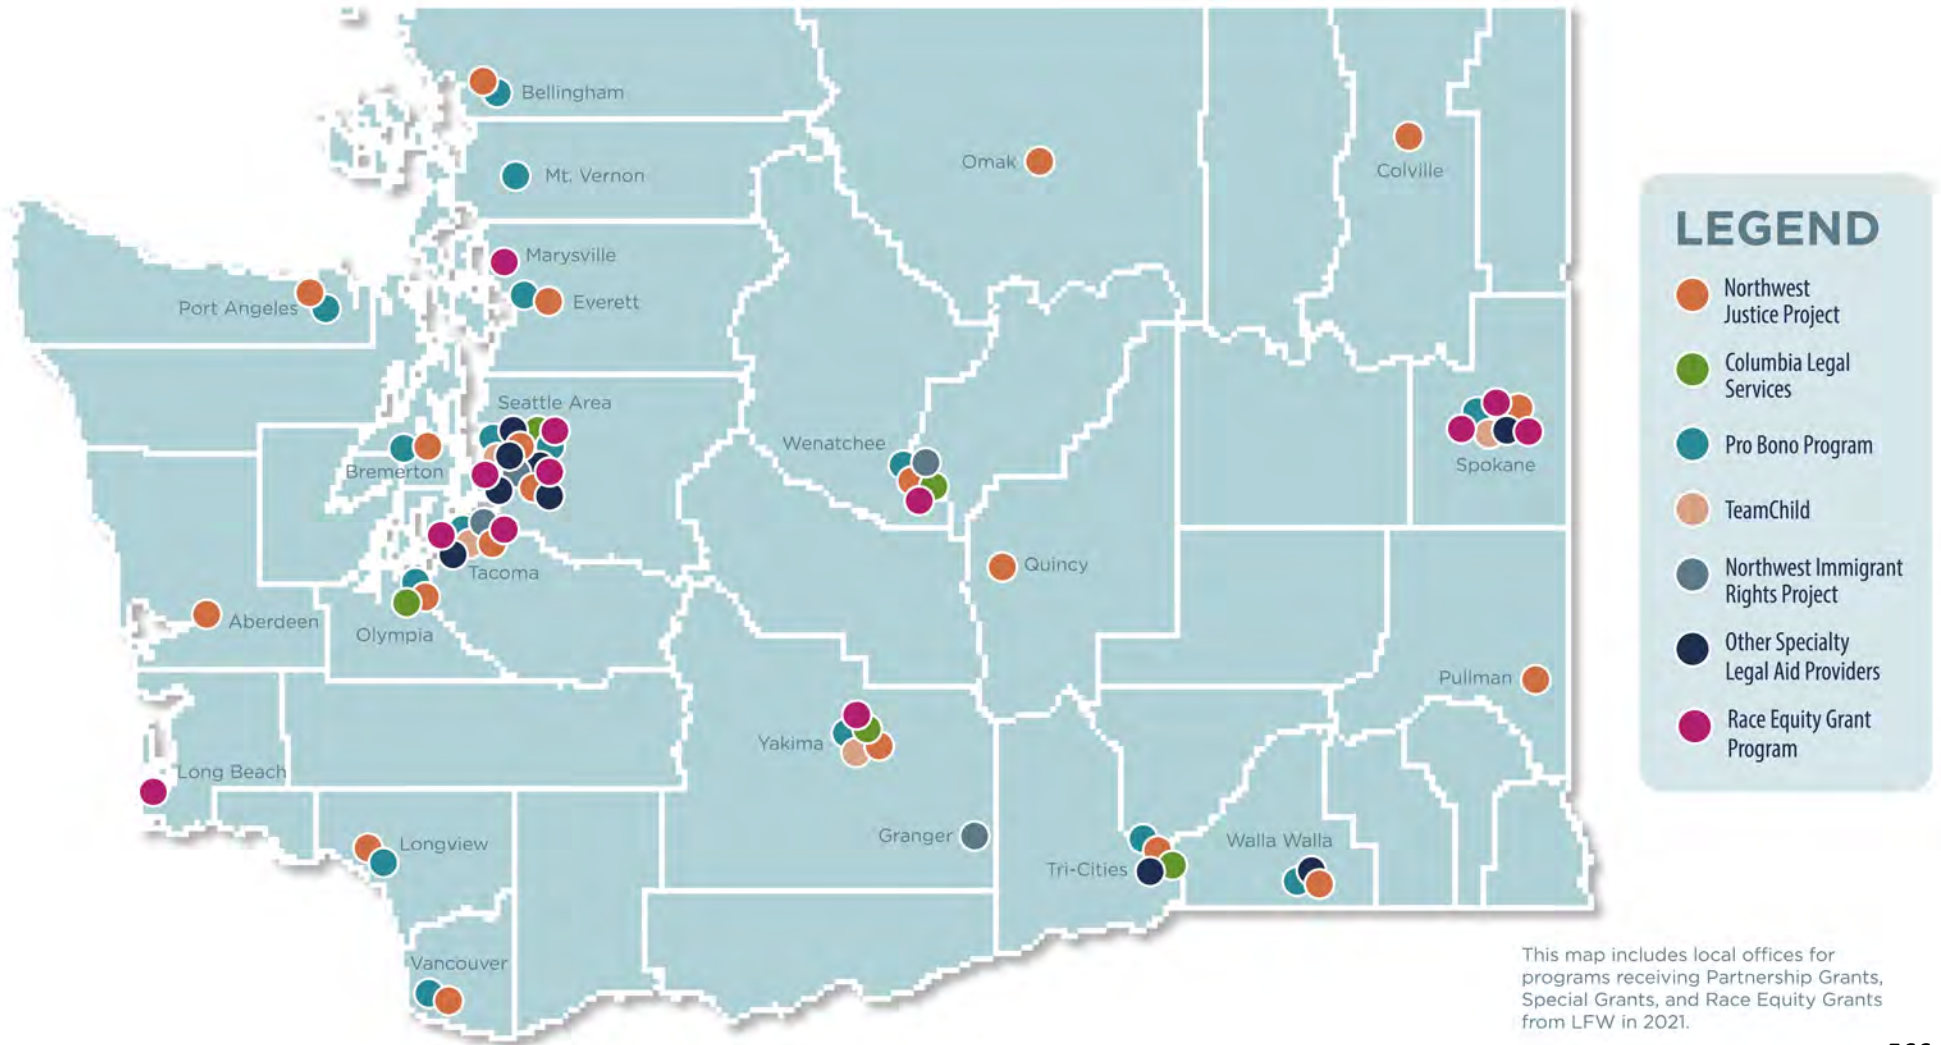 Bellingham
Omak
Colville
Mt. Vernon
Marysville
Port Angeles
Everett
Seattle Area
Wenatchee
Bremerton
Spokane
Quincy
Tacoma
Aberdeen
Olympia
Pullman
Yakima
Long Beach
Granger
Longview
Walla Walla
Tri-Cities
Vancouver
LEGEND
Northwest
Justice Project
Columbia Legal
Services
Pro Bono Program
TeamChild
Northwest Immigrant
Rights Project
Other Specialty
Legal Aid Providers
Race Equity Grant
Program
This map includes local offices for
programs receiving Partnership Grants,
Special Grants, and Race Equity Grants
from LFW in 2021.